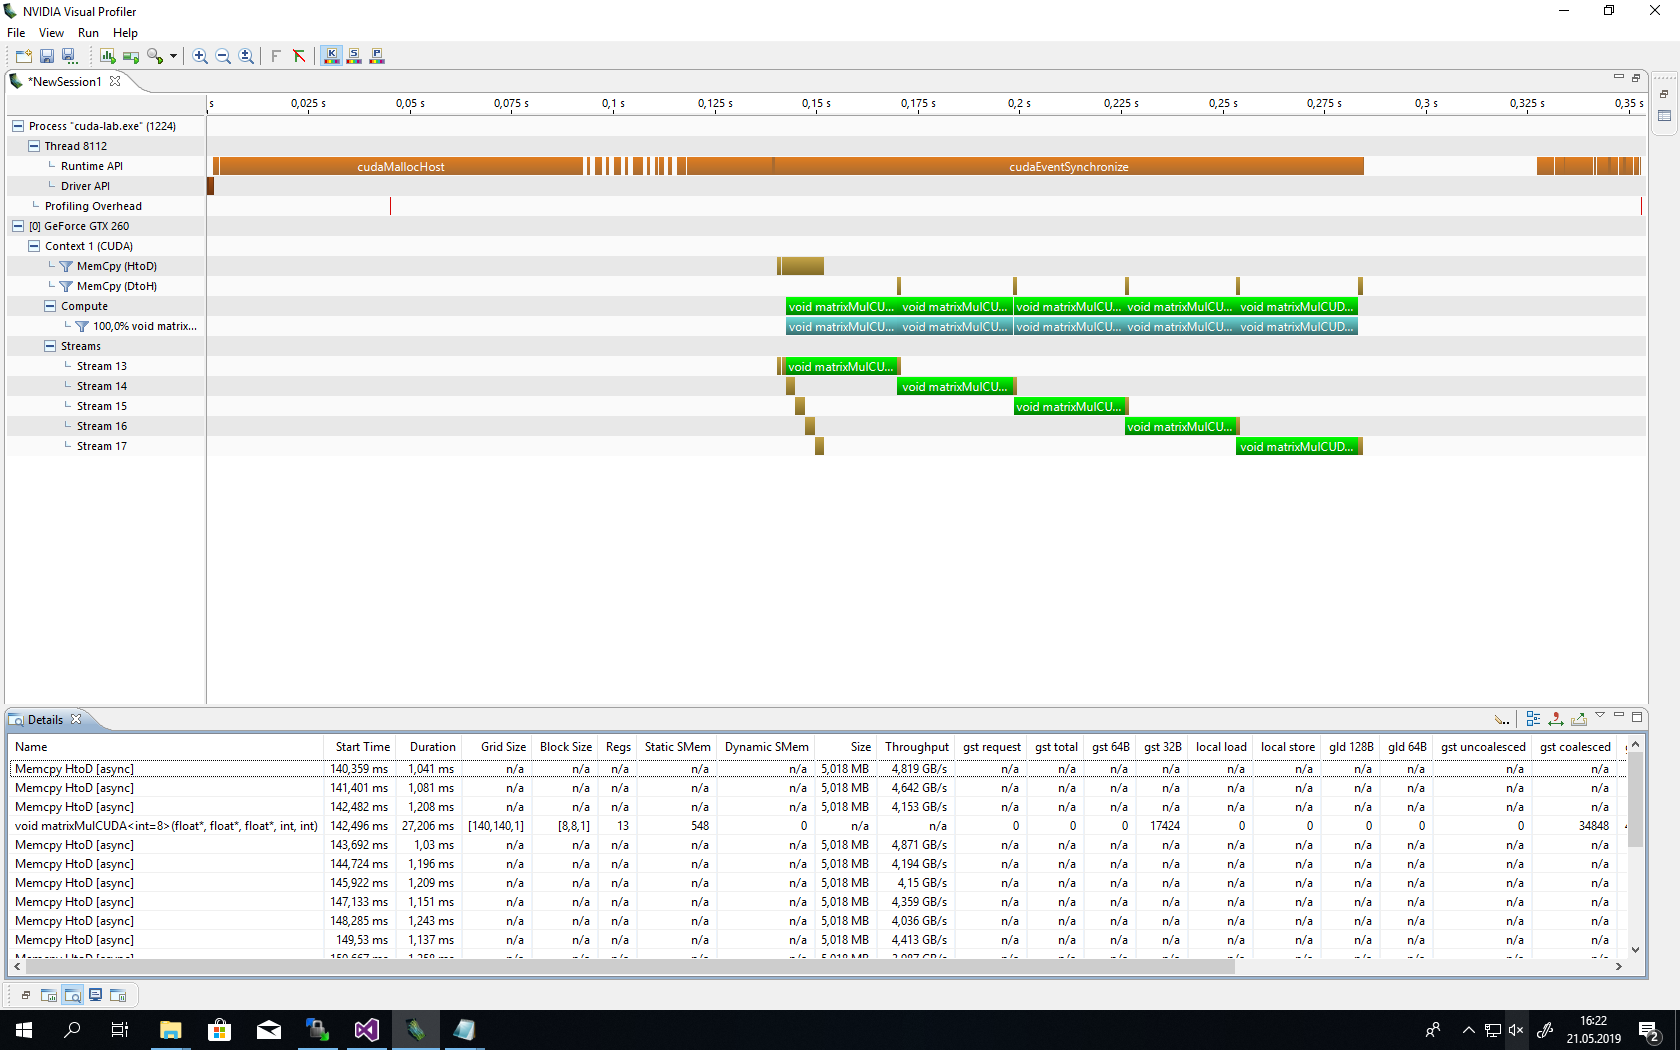 NVIDIA Visual Profiler
File View Run Help
*NewSession1
s 0,025 s 0,05 s 0,075 s 0,1 s 0,125 s 0,15 s 0,175 s 0,2 s 0,225 s 0,25 s 0,275 s 0,3 s 0,325 s 0,35 s
Process "cuda-lab.exe" (1224)
Thread 8112
Runtime API cudaMallocHost cudaEventSynchronize
Driver API
Profiling Overhead
[0] GeForce GTX 260
Context 1 (CUDA)
MemCpy (HtoD)
MemCpy (DtoH)
Compute void matrixMulCU... void matrixMulCU... void matrixMulCU... void matrixMulCU... void matrixMulCUD...
100,0% void matrix... void matrixMulCU... void matrixMulCU... void matrixMulCU... void matrixMulCU... void matrixMulCUD...
Streams
Stream 13 void matrixMulCU...
Stream 14 void matrixMulCU...
Stream 15 void matrixMulCU...
Stream 16 void matrixMulCU...
Stream 17 void matrixMulCUD...
Details
Name Start Time Duration Grid Size Block Size Regs Static SMem Dynamic SMem Size Throughput gst request gst total gst 64B gst 32B local load local store gld 128B gld 64B gst uncoalesced gst coalesced
Memcpy HtoD [async] 140,359 ms 1,041 ms n/a n/a n/a n/a n/a 5,018 MB 4,819 GB/s n/a n/a n/a n/a n/a n/a n/a n/a n/a n/a
Memcpy HtoD [async] 141,401 ms 1,081 ms n/a n/a n/a n/a n/a 5,018 MB 4,642 GB/s n/a n/a n/a n/a n/a n/a n/a n/a n/a n/a
Memcpy HtoD [async] 142,482 ms 1,208 ms n/a n/a n/a n/a n/a 5,018 MB 4,153 GB/s n/a n/a n/a n/a n/a n/a n/a n/a n/a n/a
void matrixMulCUDA<int=8>(float*, float*, float*, int, int) 142,496 ms 27,206 ms [140,140,1] [8,8,1] 13 548 0 n/a n/a 0 0 0 17424 0 0 0 0 0 34848
Memcpy HtoD [async] 143,692 ms 1,03 ms n/a n/a n/a n/a n/a 5,018 MB 4,871 GB/s n/a n/a n/a n/a n/a n/a n/a n/a n/a n/a
Memcpy HtoD [async] 144,724 ms 1,196 ms n/a n/a n/a n/a n/a 5,018 MB 4,194 GB/s n/a n/a n/a n/a n/a n/a n/a n/a n/a n/a
Memcpy HtoD [async] 145,922 ms 1,209 ms n/a n/a n/a n/a n/a 5,018 MB 4,15 GB/s n/a n/a n/a n/a n/a n/a n/a n/a n/a n/a
Memcpy HtoD [async] 147,133 ms 1,151 ms n/a n/a n/a n/a n/a 5,018 MB 4,359 GB/s n/a n/a n/a n/a n/a n/a n/a n/a n/a n/a
Memcpy HtoD [async] 148,285 ms 1,243 ms n/a n/a n/a n/a n/a 5,018 MB 4,036 GB/s n/a n/a n/a n/a n/a n/a n/a n/a n/a n/a
Memcpy HtoD [async] 149,53 ms 1,137 ms n/a n/a n/a n/a n/a 5,018 MB 4,413 GB/s n/a n/a n/a n/a n/a n/a n/a n/a n/a n/a
16:22
21.05.2019
2